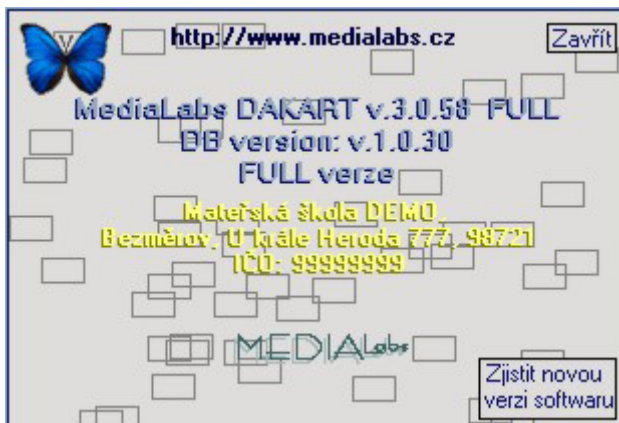 http://www.medialabs.cz
Zavřít
MediaLabs DAKART v.3.0.58 FULL
DB version: v.1.0.30
FULL verze
Mateřská škola DEMO,
Bezměrov, U krále Heroda 777, 98721
IČO: 99999999
MEDIALabs
Zjistit novou
verzi softwaru